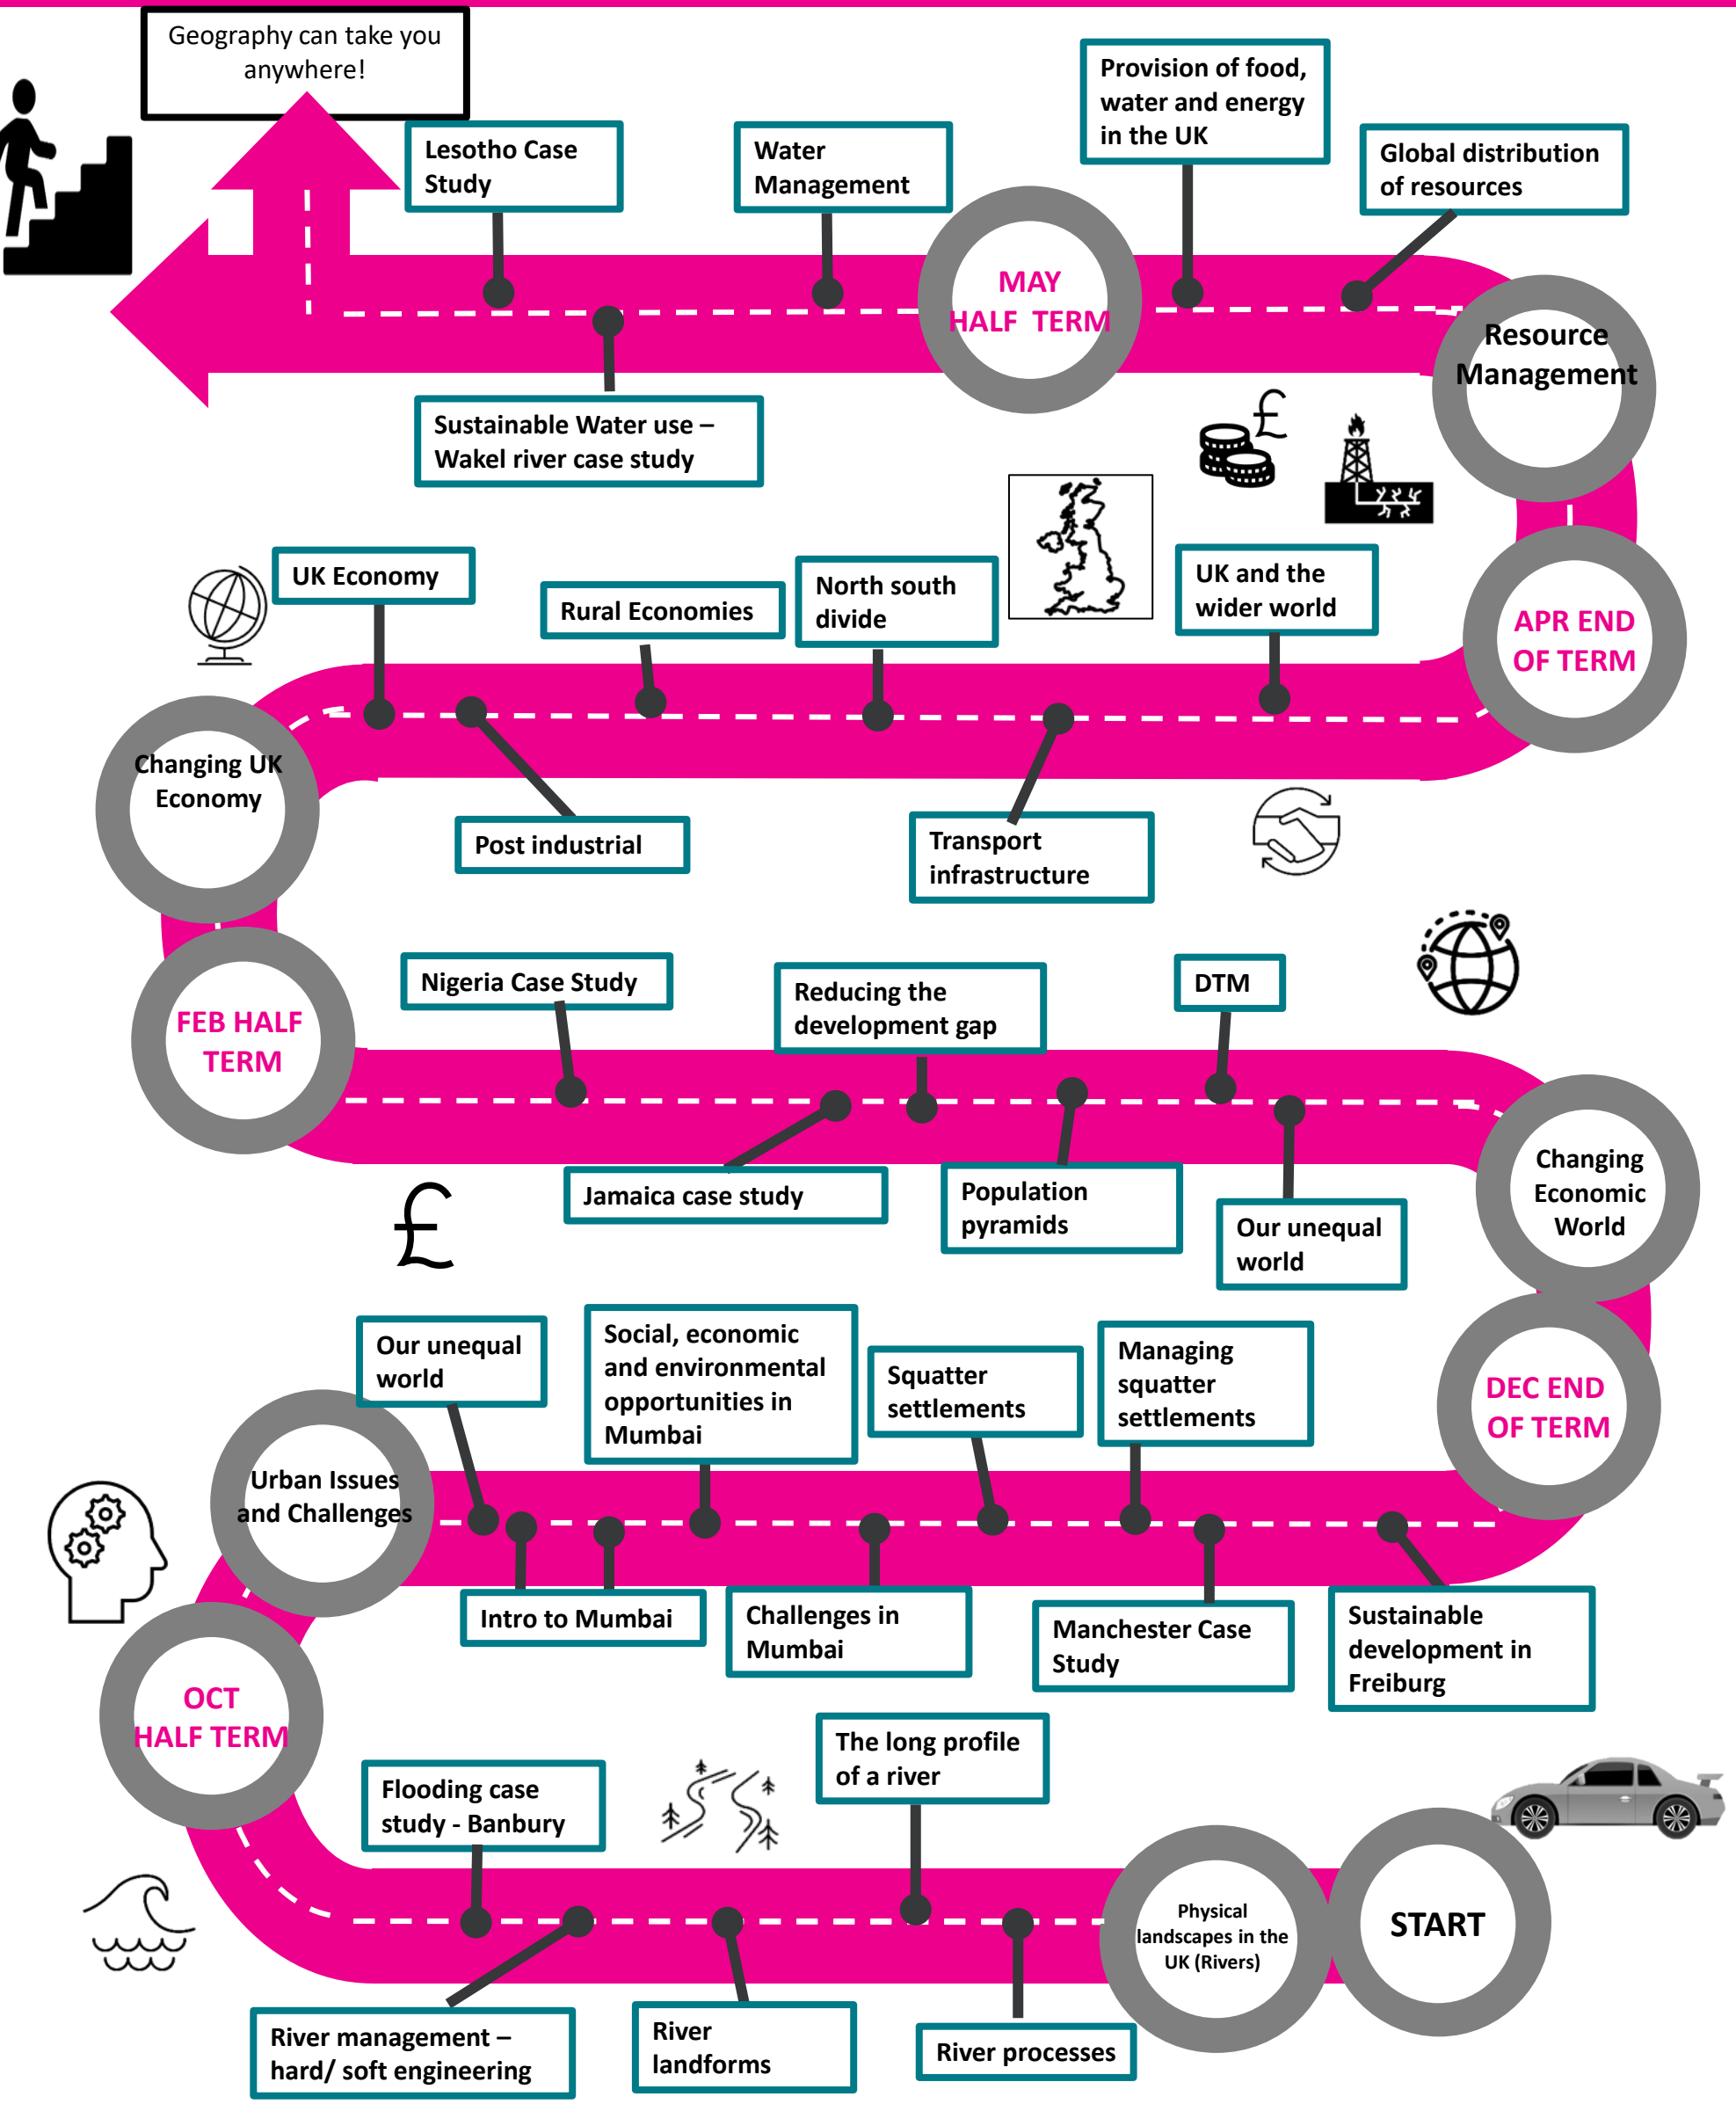 Geography can take you
anywhere!
Provision of food,
water and energy
in the UK
Lesotho Case
Study
Water
Management
Global distribution
of resources
MAY
HALF TERM
Resource
Management
Sustainable Water use –
Wakel river case study
£
UK Economy
Rural Economies
North south
divide
UK and the
wider world
APR END
OF TERM
Changing UK
Economy
Post industrial
Transport
infrastructure
Nigeria Case Study
Reducing the
development gap
DTM
FEB HALF
TERM
Changing
Economic
World
Jamaica case study
Population
pyramids
Our unequal
world
£
Our unequal
world
Social, economic
and environmental
opportunities in
Mumbai
Squatter
settlements
Managing
squatter
settlements
DEC END
OF TERM
Urban Issues
and Challenges
Intro to Mumbai
Challenges in
Mumbai
Manchester Case
Study
Sustainable
development in
Freiburg
OCT
HALF TERM
Flooding case
study - Banbury
The long profile
of a river
Physical
landscapes in the
UK (Rivers)
START
River management –
hard/ soft engineering
River
landforms
River processes